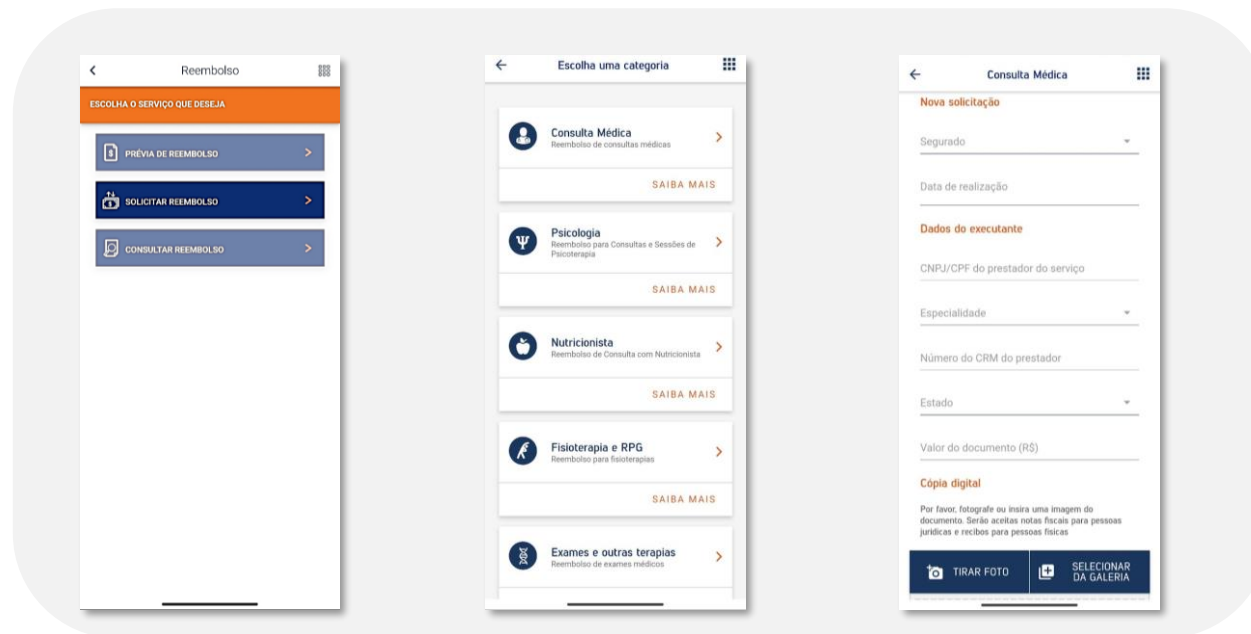 Reembolso
ESCOLHA O SERVIÇO QUE DESEJA
PRÉVIA DE REEMBOLSO
SOLICITAR REEMBOLSO
CONSULTAR REEMBOLSO
Escolha uma categoria
Consulta Médica
Reembolso de consultas médicas
SAIBA MAIS
Psicologia
Reembolso para Consultas e Sessões de
Psicoterapia
SAIBA MAIS
Nutricionista
Reembolso de Consulta com Nutricionista
SAIBA MAIS
Fisioterapia e RPG
Reembolso para fisioterapias
SAIBA MAIS
Exames e outras terapias
Reembolso de exames médicos
Consulta Médica
Nova solicitação
Segurado
Data de realização
Dados do executante
CNPJ/CPF do prestador do serviço
Especialidade
Número do CRM do prestador
Estado
Valor do documento (R$)
Cópia digital
Por favor, fotografe ou insira uma imagem do
documento. Serão aceitas notas fiscais para pessoas
jurídicas e recibos para pessoas físicas
TIRAR FOTO
SELECIONAR
DA GALERIA